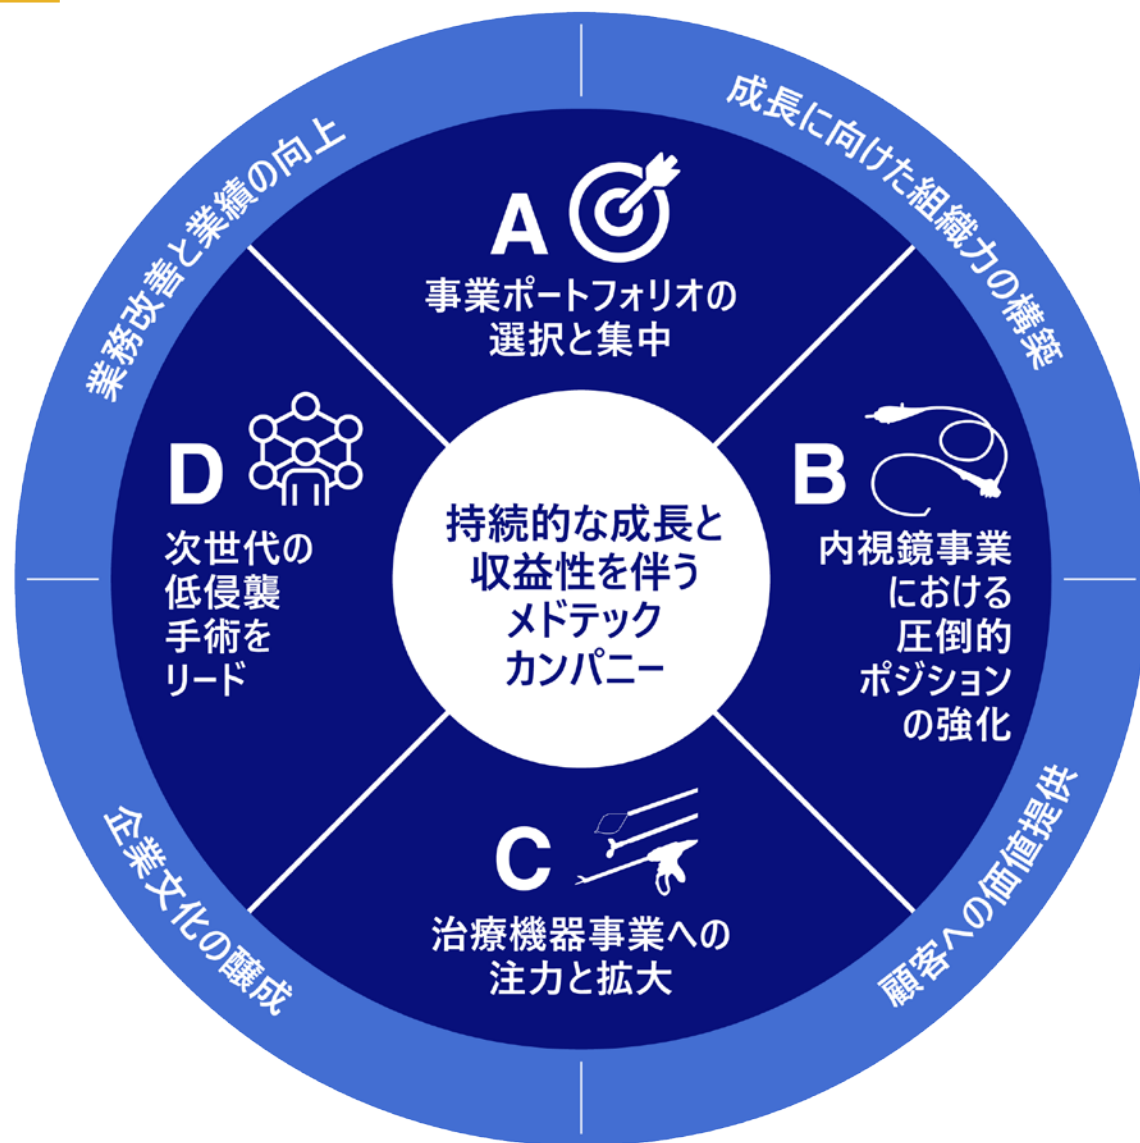 業務改善と業績の向上
成長に向けた組織力の構築
A
事業ポートフォリオの
選択と集中
D
次世代の
低侵襲
手術を
リード
持続的な成長と
収益性を伴う
メドテック
カンパニー
B
内視鏡事業
における
圧倒的
ポジション
の強化
C
治療機器事業への
注力と拡大
企業文化の醸成
顧客への価値提供